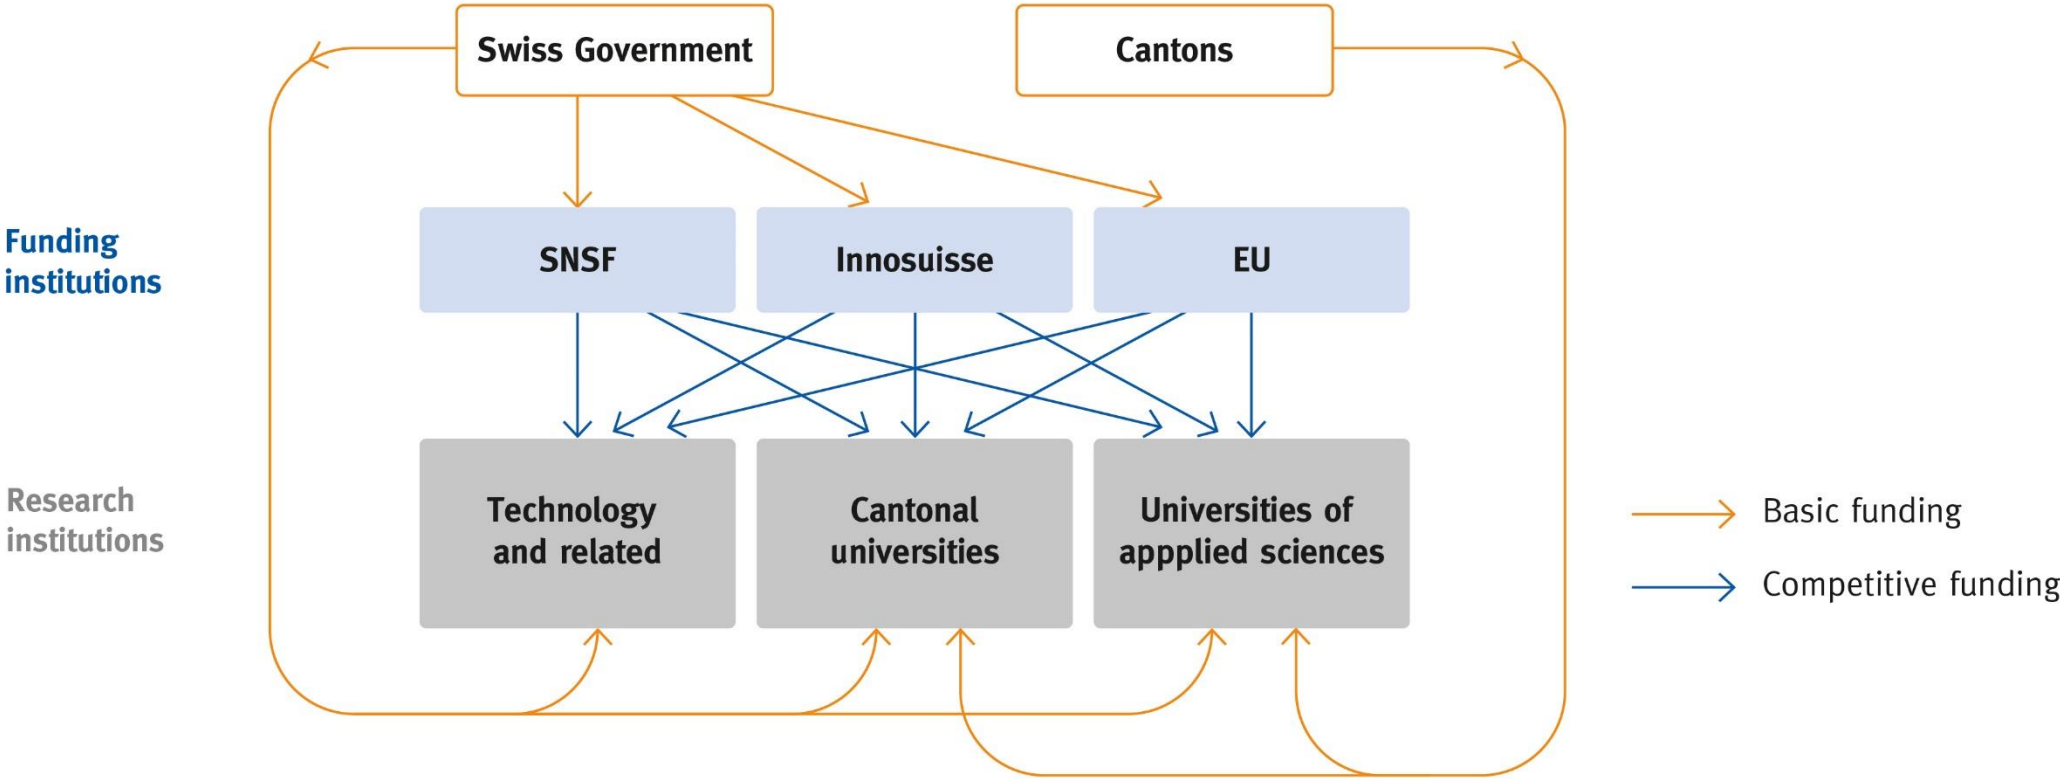 Swiss Government
Cantons
Funding
institutions
SNSF
Innosuisse
EU
Research
institutions
Technology
and related
Cantonal
universities
Universities of
appplied sciences
Basic funding
Competitive funding